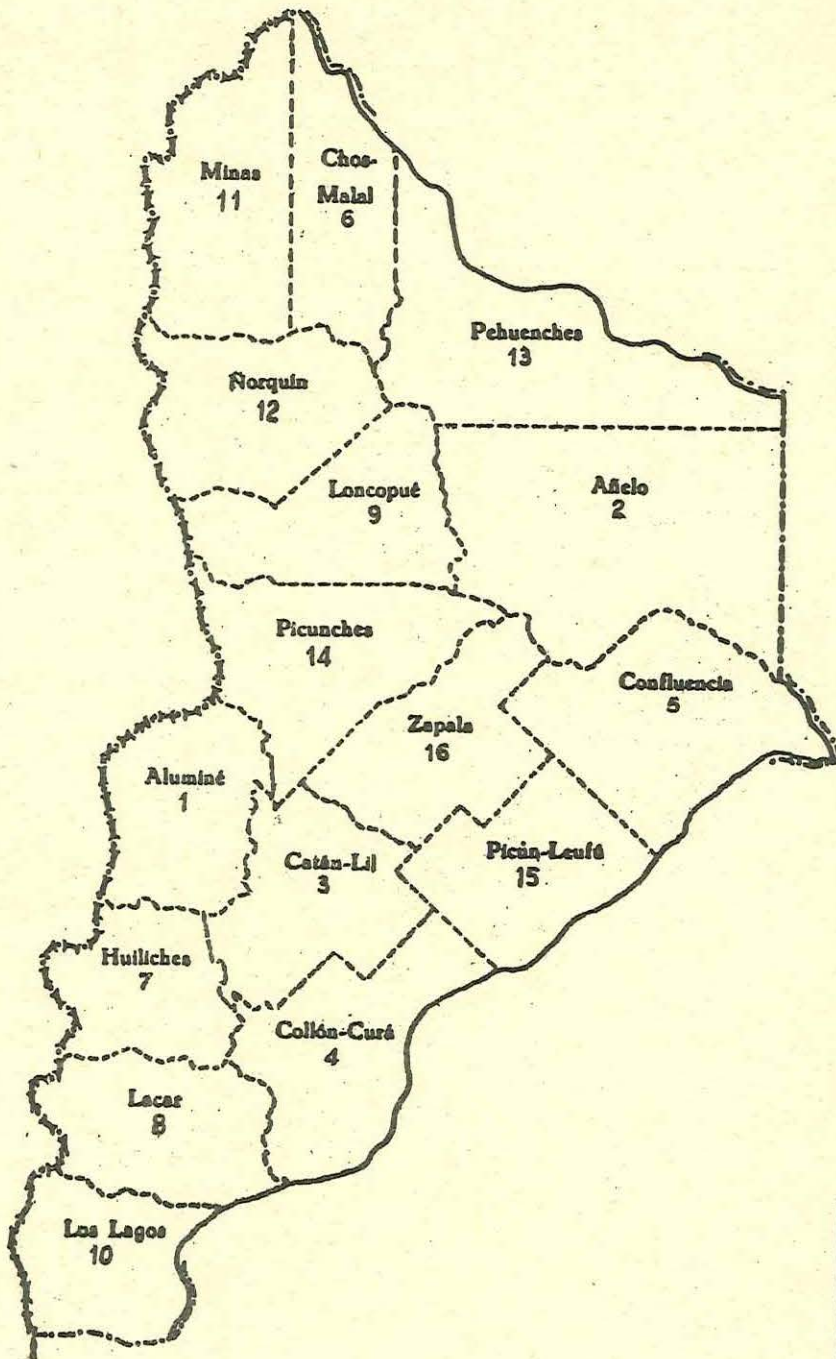 Minas
11
Chos-
Malal
6
Pehuenches
13
Ñorquin
12
Loncopué
9
Añelo
2
Picunches
14
Confluencia
5
Zapala
16
Aluminé
1
Catán-Lil
3
Picún-Leufú
15
Huiliches
7
Collón-Curá
4
Lacar
8
Los Lagos
10